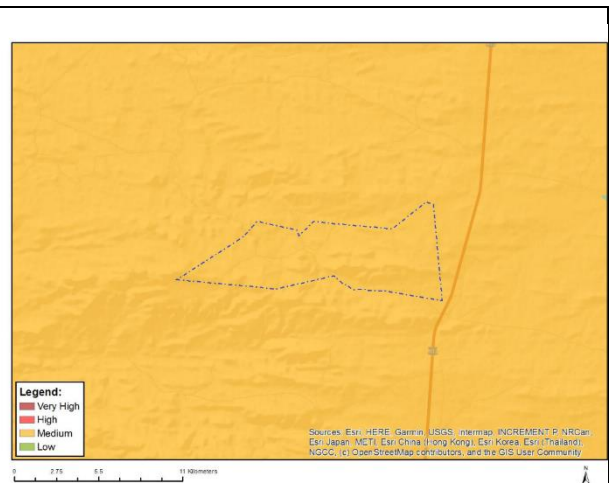 Legend:
Very High
High
Medium
Low
Sources: Esri, HERE, Garmin, USGS, Intermap, INCREMENT P, NRCan,
Esri Japan, METI, Esri China (Hong Kong), Esri Korea, Esri (Thailand),
NGCC, (c) OpenStreetMap contributors, and the GIS User Community
0 2.75 5.5 11 Kilometers
N